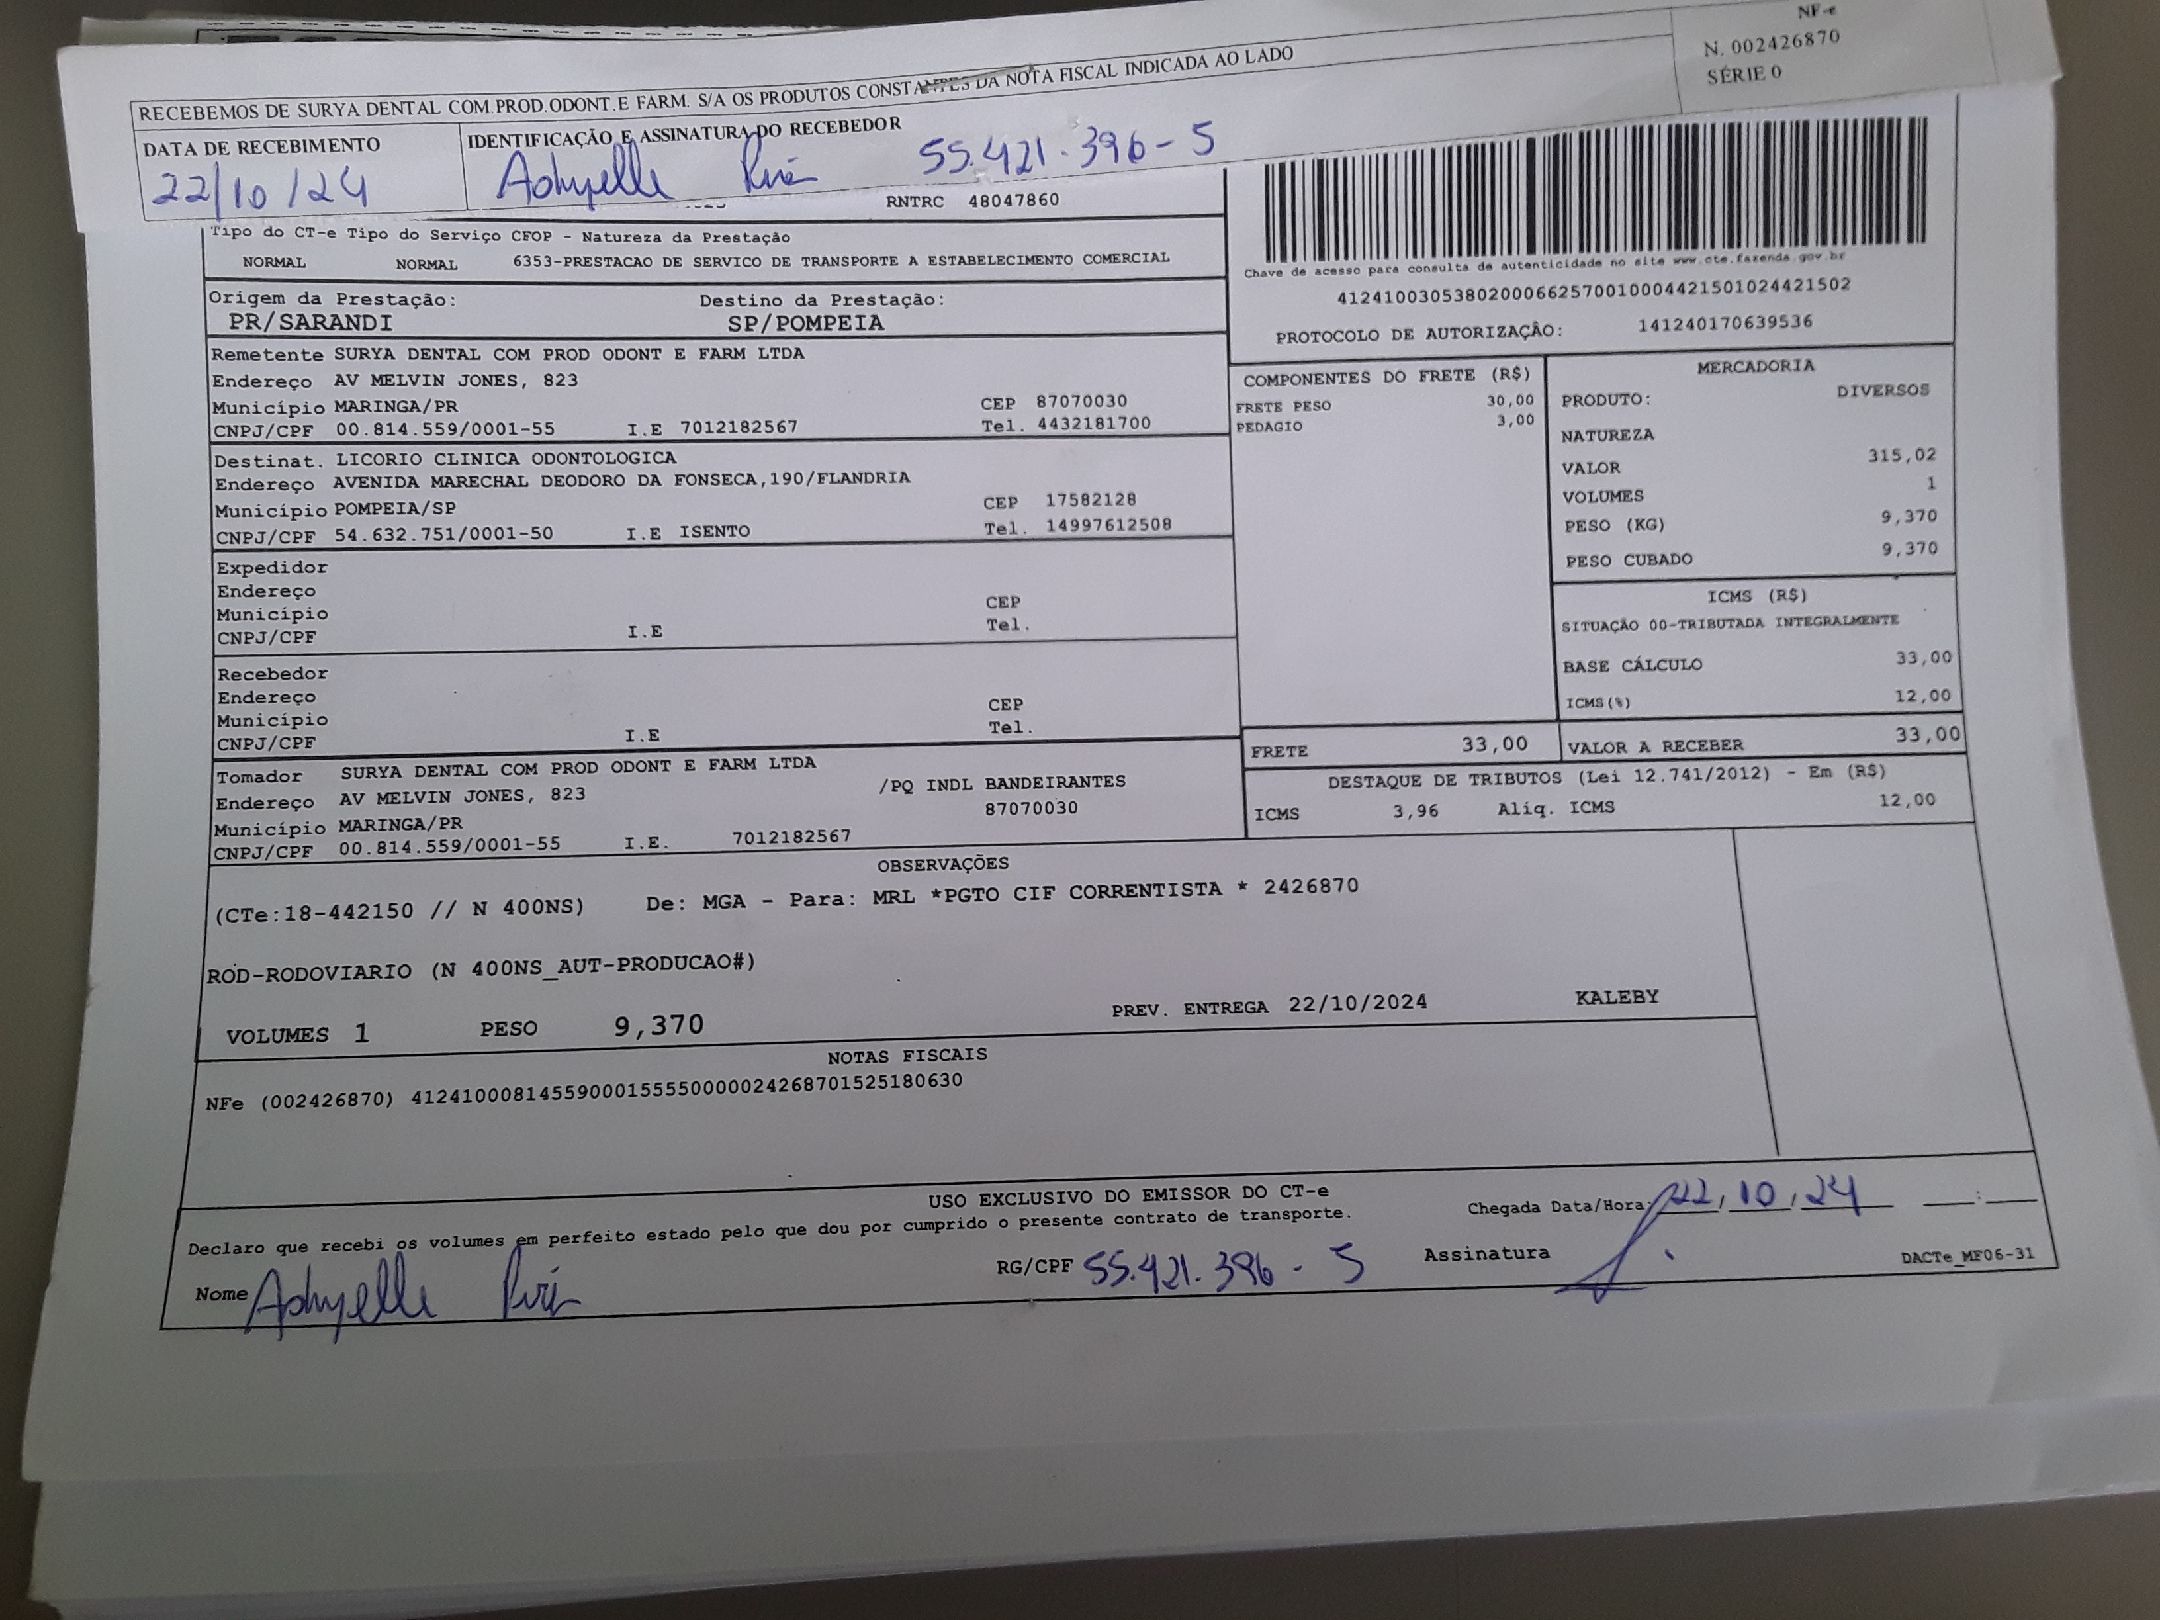 NF-e
N. 002426870
SÉRIE 0
RECEBEMOS DE SURYA DENTAL COM.PROD.ODONT.E FARM. S/A OS PRODUTOS CONSTANTES DA NOTA FISCAL INDICADA AO LADO
DATA DE RECEBIMENTO
22/10/24
IDENTIFICAÇÃO E ASSINATURA DO RECEBEDOR
55.421.396-5
RNTRC 48047860
Tipo do CT-e Tipo do Serviço CFOP - Natureza da Prestação
NORMAL NORMAL 6353-PRESTACAO DE SERVICO DE TRANSPORTE A ESTABELECIMENTO COMERCIAL
Origem da Prestação: Destino da Prestação:
PR/SARANDI SP/POMPEIA
Remetente SURYA DENTAL COM PROD ODONT E FARM LTDA
Endereço AV MELVIN JONES, 823
Município MARINGA/PR CEP 87070030
CNPJ/CPF 00.814.559/0001-55 I.E 7012182567 Tel. 4432181700
Destinat. LICORIO CLINICA ODONTOLOGICA
Endereço AVENIDA MARECHAL DEODORO DA FONSECA,190/FLANDRIA
Município POMPEIA/SP CEP 17582128
CNPJ/CPF 54.632.751/0001-50 I.E ISENTO Tel. 14997612508
Expedidor
Endereço
Município CEP
CNPJ/CPF I.E Tel.
Recebedor
Endereço
Município CEP
CNPJ/CPF I.E Tel.
Tomador SURYA DENTAL COM PROD ODONT E FARM LTDA
Endereço AV MELVIN JONES, 823 /PQ INDL BANDEIRANTES
Município MARINGA/PR 87070030
CNPJ/CPF 00.814.559/0001-55 I.E. 7012182567
Chave de acesso para consulta de autenticidade no site www.cte.fazenda.gov.br
41241003053802000662570010004421501024421502
PROTOCOLO DE AUTORIZAÇÃO: 141240170639536
COMPONENTES DO FRETE (R$)
FRETE PESO 30,00
PEDAGIO 3,00
MERCADORIA
PRODUTO: DIVERSOS
NATUREZA
VALOR 315,02
VOLUMES 1
PESO (KG) 9,370
PESO CUBADO 9,370
ICMS (R$)
SITUAÇÃO 00-TRIBUTADA INTEGRALMENTE
BASE CÁLCULO 33,00
ICMS(%) 12,00
FRETE 33,00 VALOR A RECEBER 33,00
DESTAQUE DE TRIBUTOS (Lei 12.741/2012) - Em (R$)
ICMS 3,96 Alíq. ICMS 12,00
OBSERVAÇÕES
(CTe:18-442150 // N 400NS) De: MGA - Para: MRL *PGTO CIF CORRENTISTA * 2426870
ROD-RODOVIARIO (N 400NS_AUT-PRODUCAO#)
VOLUMES 1 PESO 9,370 PREV. ENTREGA 22/10/2024 KALEBY
NOTAS FISCAIS
NFe (002426870) 41241000814559000155550000024268701525180630
USO EXCLUSIVO DO EMISSOR DO CT-e
Declaro que recebi os volumes em perfeito estado pelo que dou por cumprido o presente contrato de transporte.
Chegada Data/Hora: 22,10,24 :
Nome RG/CPF 55.421.396-5 Assinatura
DACTe_MF06-31